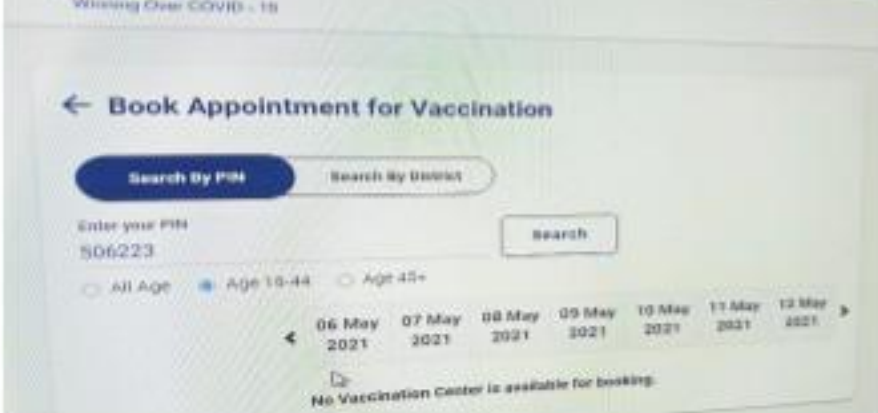 Winning Over COVID - 19
← Book Appointment for Vaccination
Search By PIN Search By District
Enter your PIN
506223 Search
All Age Age 18-44 Age 45+
06 May 2021 07 May 2021 08 May 2021 09 May 2021 10 May 2021 11 May 2021 12 May 2021
No Vaccination Center is available for booking.